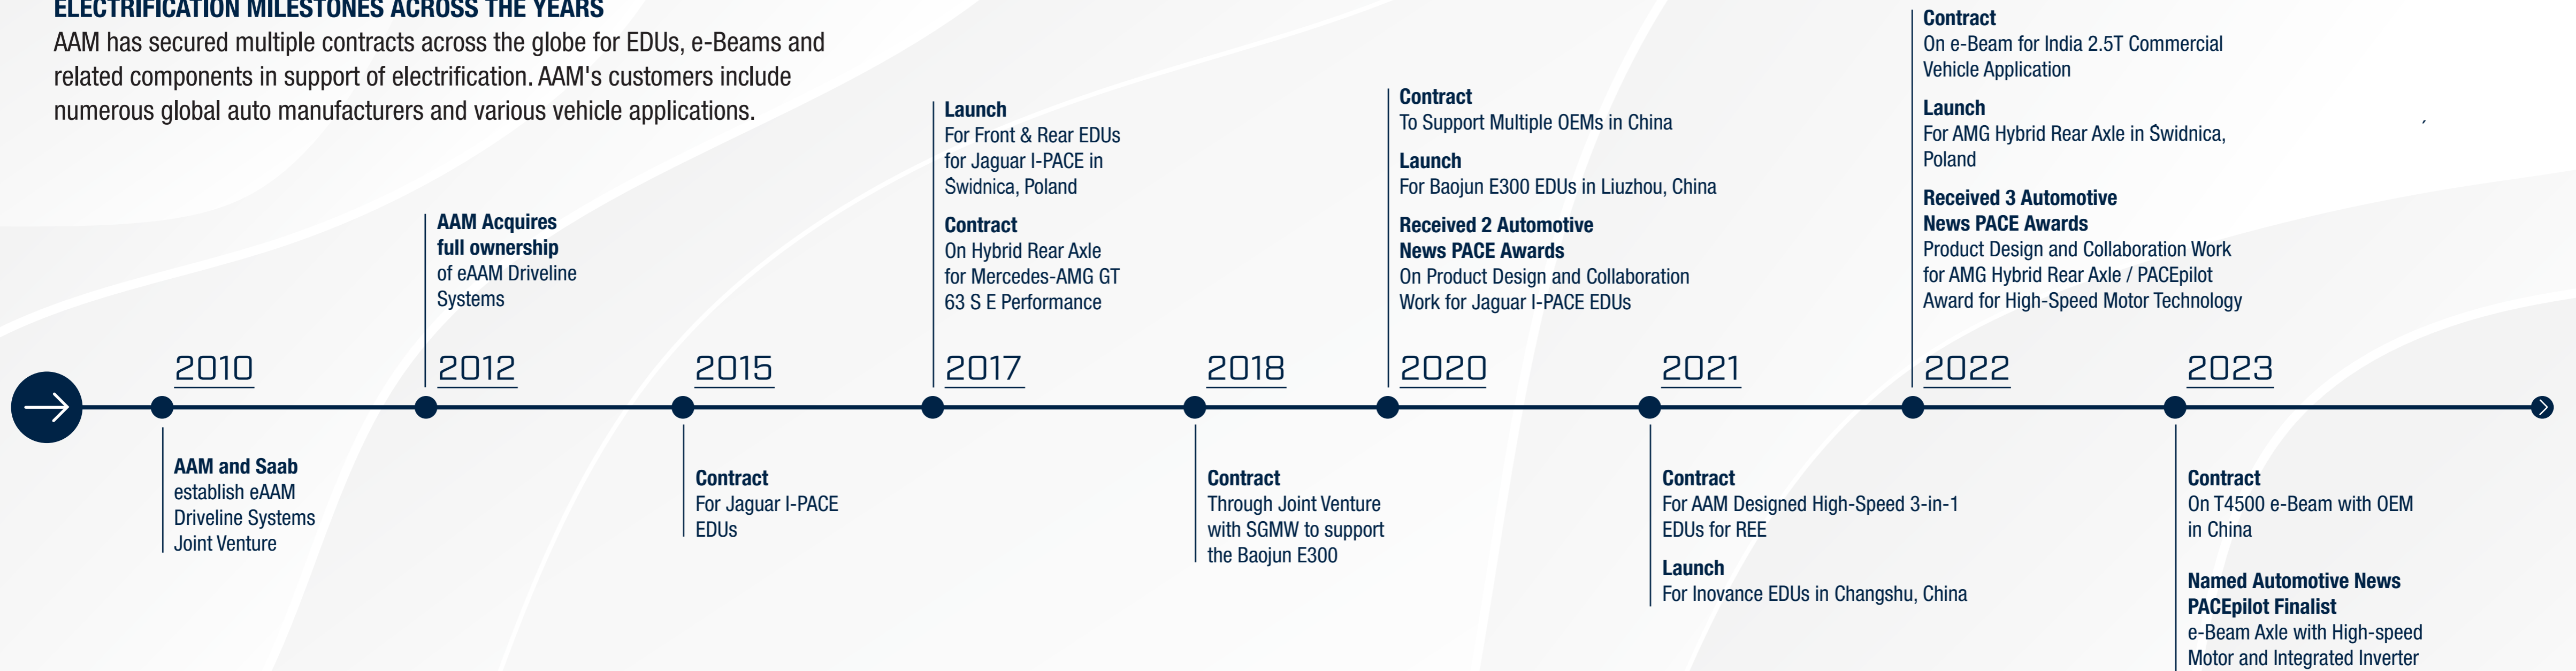 ELECTRIFICATION MILESTONES ACROSS THE YEARS
AAM has secured multiple contracts across the globe for EDUs, e-Beams and
related components in support of electrification. AAM's customers include
numerous global auto manufacturers and various vehicle applications.
2010
AAM and Saab
establish eAAM
Driveline Systems
Joint Venture
AAM Acquires
full ownership
of eAAM Driveline
Systems
2012
2015
Contract
For Jaguar I-PACE
EDUs
Launch
For Front & Rear EDUs
for Jaguar I-PACE in
Świdnica, Poland
Contract
On Hybrid Rear Axle
for Mercedes-AMG GT
63 S E Performance
2017
2018
Contract
Through Joint Venture
with SGMW to support
the Baojun E300
Contract
To Support Multiple OEMs in China
Launch
For Baojun E300 EDUs in Liuzhou, China
Received 2 Automotive
News PACE Awards
On Product Design and Collaboration
Work for Jaguar I-PACE EDUs
2020
2021
Contract
For AAM Designed High-Speed 3-in-1
EDUs for REE
Launch
For Inovance EDUs in Changshu, China
Contract
On e-Beam for India 2.5T Commercial
Vehicle Application
Launch
For AMG Hybrid Rear Axle in Świdnica,
Poland
Received 3 Automotive
News PACE Awards
Product Design and Collaboration Work
for AMG Hybrid Rear Axle / PACEpilot
Award for High-Speed Motor Technology
2022
2023
Contract
On T4500 e-Beam with OEM
in China
Named Automotive News
PACEpilot Finalist
e-Beam Axle with High-speed
Motor and Integrated Inverter